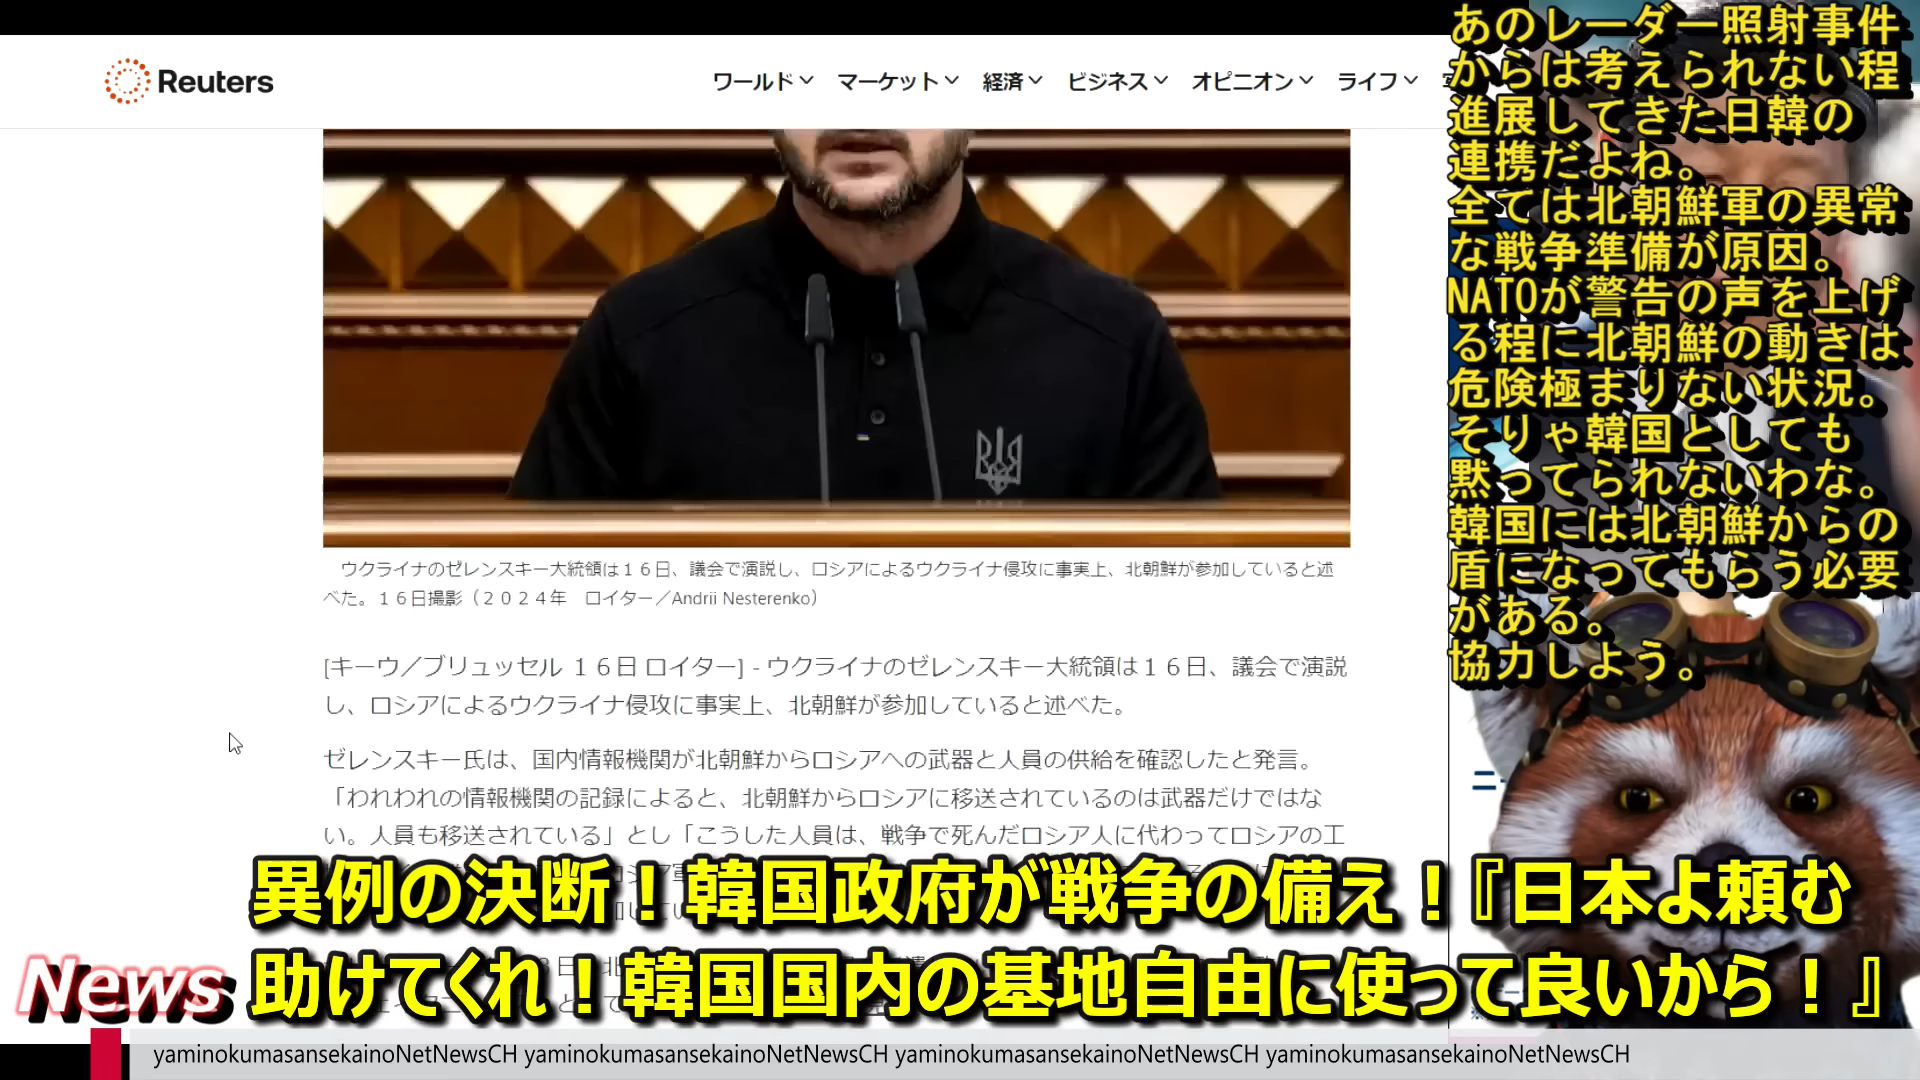 Reuters
ワールド マーケット 経済 ビジネス オピニオン ライフ
ウクライナのゼレンスキー大統領は１６日、議会で演説し、ロシアによるウクライナ侵攻に事実上、北朝鮮が参加していると述
べた。１６日撮影（２０２４年　ロイター／Andrii Nesterenko）
[キーウ／ブリュッセル １６日 ロイター] - ウクライナのゼレンスキー大統領は１６日、議会で演説
し、ロシアによるウクライナ侵攻に事実上、北朝鮮が参加していると述べた。
ゼレンスキー氏は、国内情報機関が北朝鮮からロシアへの武器と人員の供給を確認したと発言。
「われわれの情報機関の記録によると、北朝鮮からロシアに移送されているのは武器だけではな
い。人員も移送されている」とし「こうした人員は、戦争で死んだロシア人に代わってロシアの工
あのレーダー照射事件
からは考えられない程
進展してきた日韓の
連携だよね。
全ては北朝鮮軍の異常
な戦争準備が原因。
NATOが警告の声を上げ
る程に北朝鮮の動きは
危険極まりない状況。
そりゃ韓国としても
黙ってられないわな。
韓国には北朝鮮からの
盾になってもらう必要
がある。
協力しよう。
異例の決断！韓国政府が戦争の備え！『日本よ頼む
助けてくれ！韓国国内の基地自由に使って良いから！』
News
yaminokumasansekainoNetNewsCH yaminokumasansekainoNetNewsCH yaminokumasansekainoNetNewsCH yaminokumasansekainoNetNewsCH